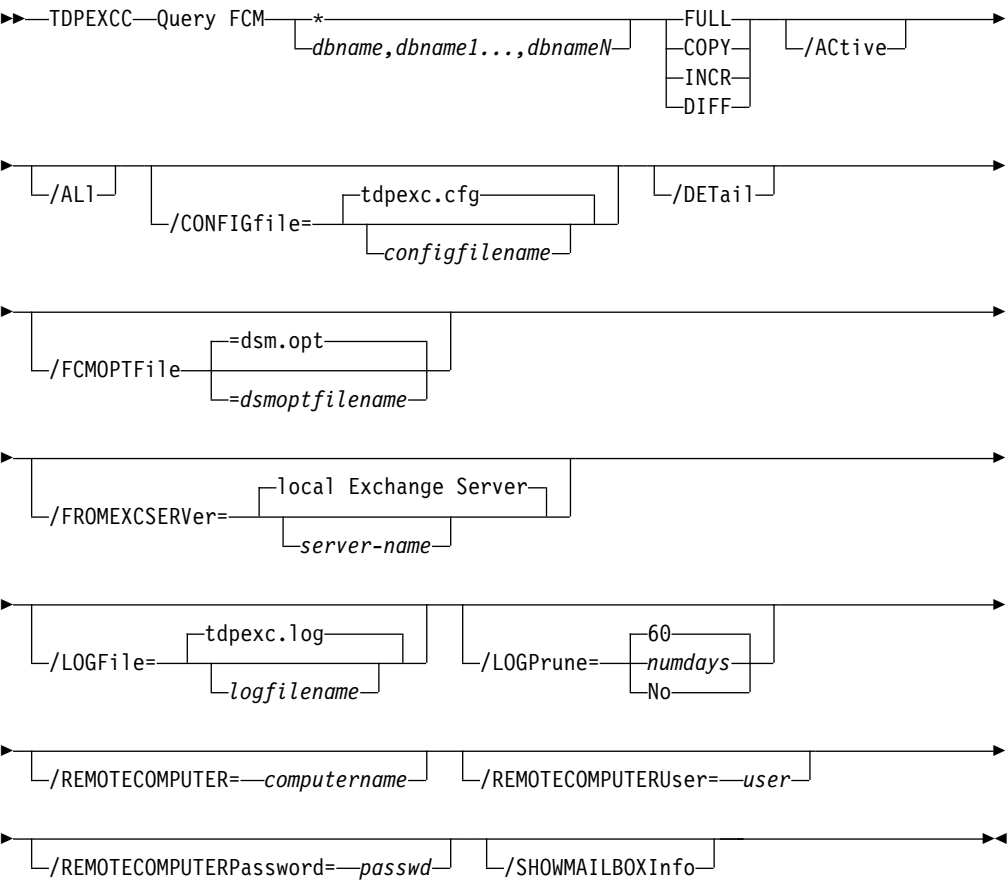 TDPEXCC Query FCM * FULL
dbname,dbname1...,dbnameN COPY /ACtive
INCR
DIFF
/ALl /CONFIGfile= tdpexc.cfg /DETail
configfilename
/FCMOPTFile =dsm.opt
=dsmoptfilename
/FROMEXCSERVer= local Exchange Server
server-name
/LOGFile= tdpexc.log /LOGPrune= 60
logfilename numdays
No
/REMOTECOMPUTER= computername /REMOTECOMPUTERUser= user
/REMOTECOMPUTERPassword= passwd /SHOWMAILBOXInfo